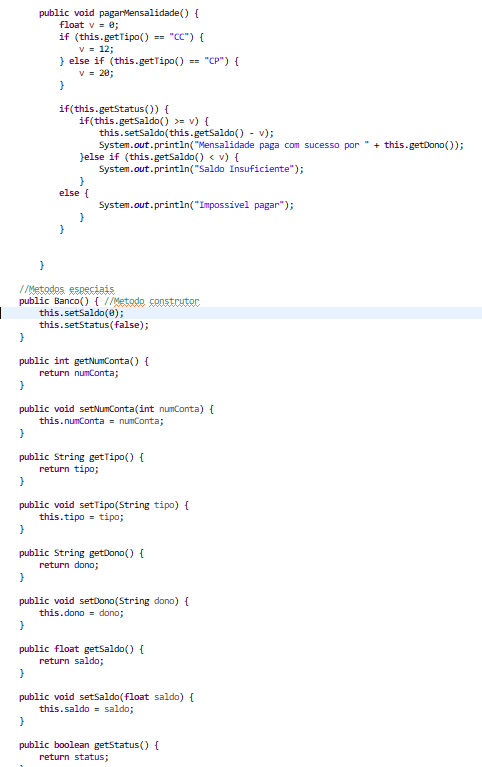 public void pagarMensalidade() {
float v = 0;
if (this.getTipo() == "CC") {
v = 12;
} else if (this.getTipo() == "CP") {
v = 20;
}
if(this.getStatus()) {
if(this.getSaldo() >= v) {
this.setSaldo(this.getSaldo() - v);
System.out.println("Mensalidade paga com sucesso por " + this.getDono());
}else if (this.getSaldo() < v) {
System.out.println("Saldo Insuficiente");
}
else {
System.out.println("Impossivel pagar");
}
}
}
//Metodos especiais
public Banco() { //Metodo construtor
this.setSaldo(0);
this.setStatus(false);
}
public int getNumConta() {
return numConta;
}
public void setNumConta(int numConta) {
this.numConta = numConta;
}
public String getTipo() {
return tipo;
}
public void setTipo(String tipo) {
this.tipo = tipo;
}
public String getDono() {
return dono;
}
public void setDono(String dono) {
this.dono = dono;
}
public float getSaldo() {
return saldo;
}
public void setSaldo(float saldo) {
this.saldo = saldo;
}
public boolean getStatus() {
return status;